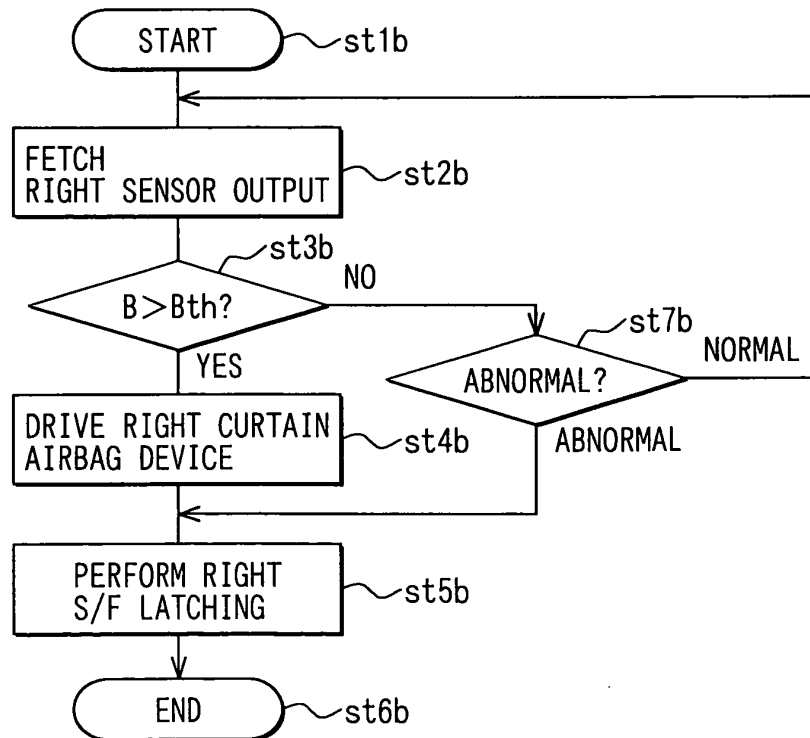 START
st1b
FETCH
RIGHT SENSOR OUTPUT
st2b
st3b
B>Bth?
NO
YES
st7b
ABNORMAL?
NORMAL
ABNORMAL
DRIVE RIGHT CURTAIN
AIRBAG DEVICE
st4b
PERFORM RIGHT
S/F LATCHING
st5b
END
st6b